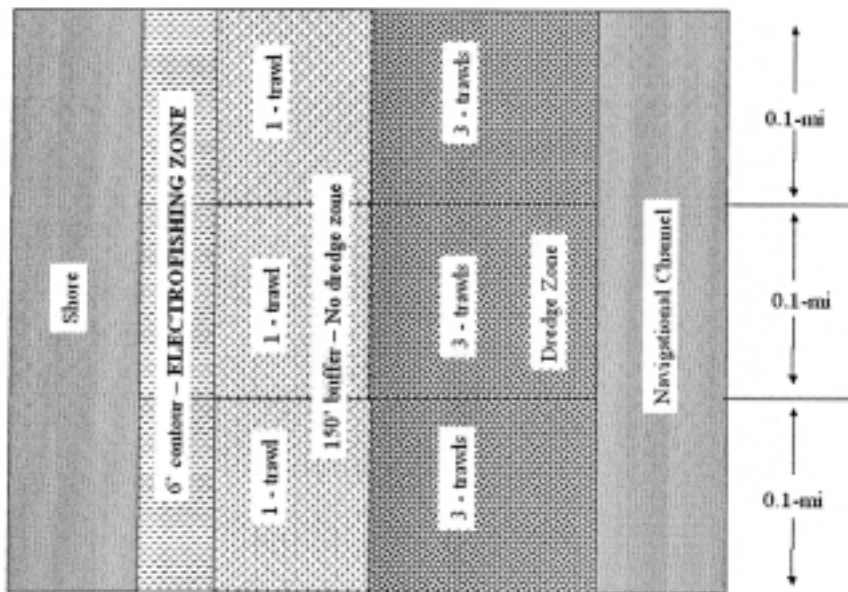 Shore
6' contour – ELECTROFISHING ZONE
1 - trawl
1 - trawl
1 - trawl
150' buffer – No dredge zone
3 - trawls
3 - trawls
3 - trawls
Dredge Zone
Navigational Channel
0.1-mi
0.1-mi
0.1-mi